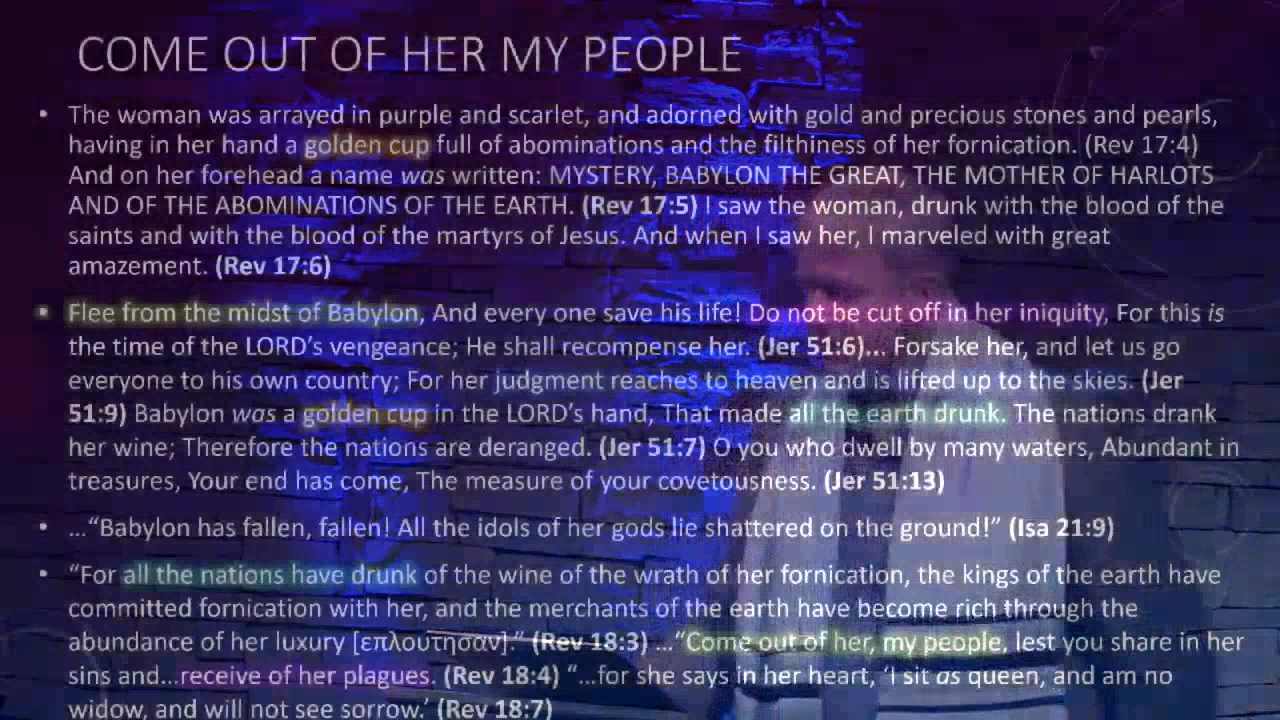 COME OUT OF HER MY PEOPLE
• The woman was arrayed in purple and scarlet, and adorned with gold and precious stones and pearls,
having in her hand a golden cup full of abominations and the filthiness of her fornication. (Rev 17:4)
And on her forehead a name was written: MYSTERY, BABYLON THE GREAT, THE MOTHER OF HARLOTS
AND OF THE ABOMINATIONS OF THE EARTH. (Rev 17:5) I saw the woman, drunk with the blood of the
saints and with the blood of the martyrs of Jesus. And when I saw her, I marveled with great
amazement. (Rev 17:6)
▪ Flee from the midst of Babylon, And every one save his life! Do not be cut off in her iniquity, For this is
the time of the LORD’s vengeance; He shall recompense her. (Jer 51:6)... Forsake her, and let us go
everyone to his own country; For her judgment reaches to heaven and is lifted up to the skies. (Jer
51:9) Babylon was a golden cup in the LORD’s hand, That made all the earth drunk. The nations drank
her wine; Therefore the nations are deranged. (Jer 51:7) O you who dwell by many waters, Abundant in
treasures, Your end has come, The measure of your covetousness. (Jer 51:13)
• …“Babylon has fallen, fallen! All the idols of her gods lie shattered on the ground!” (Isa 21:9)
• “For all the nations have drunk of the wine of the wrath of her fornication, the kings of the earth have
committed fornication with her, and the merchants of the earth have become rich through the
abundance of her luxury [επλουτησαν].” (Rev 18:3) …“Come out of her, my people, lest you share in her
sins and…receive of her plagues. (Rev 18:4) “…for she says in her heart, ‘I sit as queen, and am no
widow, and will not see sorrow.’ (Rev 18:7)